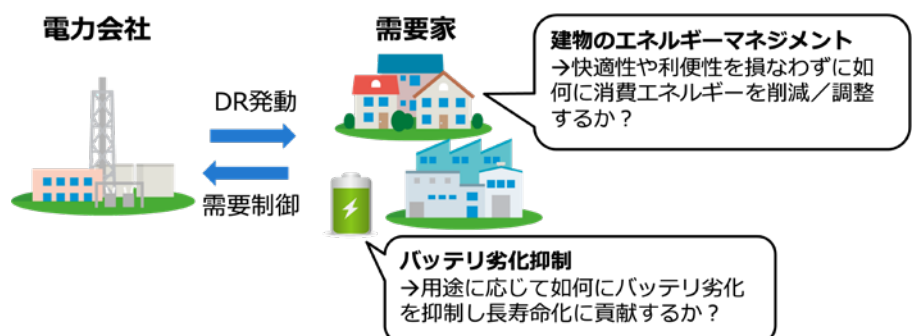 電力会社
需要家
DR発動
需要制御
建物のエネルギーマネジメント
→快適性や利便性を損なわずに如
何に消費エネルギーを削減／調整
するか？
バッテリ劣化抑制
→用途に応じて如何にバッテリ劣化
を抑制し長寿命化に貢献するか？